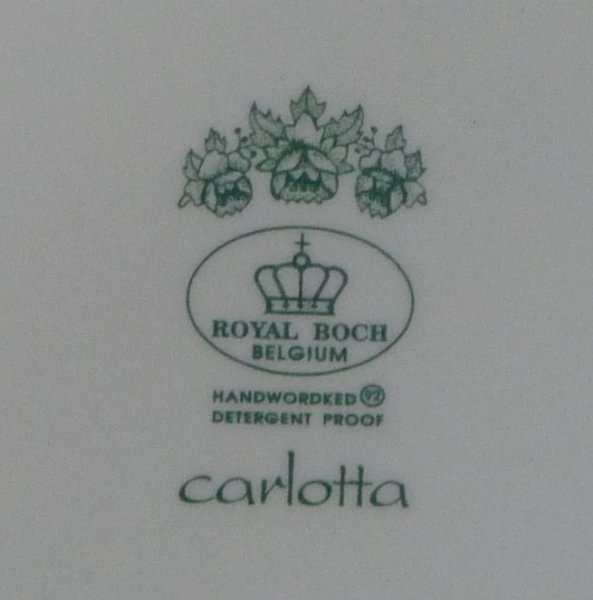 ROYAL BOCH
BELGIUM
HANDWORDKED 92
DETERGENT PROOF
carlotta